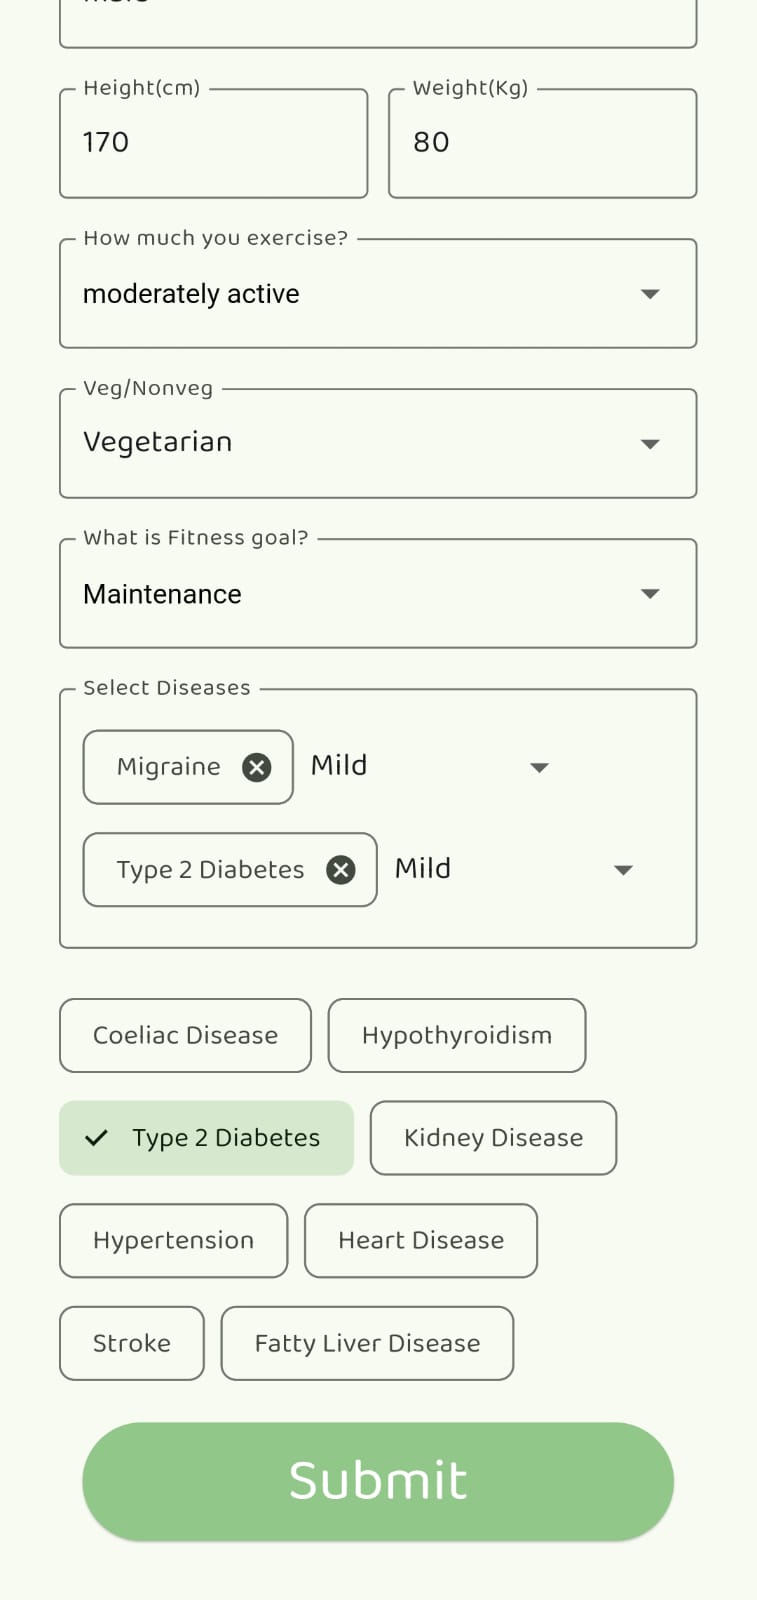 Height(cm) Weight(Kg)
170 80
How much you exercise?
moderately active
Veg/Nonveg
Vegetarian
What is Fitness goal?
Maintenance
Select Diseases
Migraine Mild
Type 2 Diabetes Mild
Coeliac Disease Hypothyroidism
Type 2 Diabetes Kidney Disease
Hypertension Heart Disease
Stroke Fatty Liver Disease
Submit